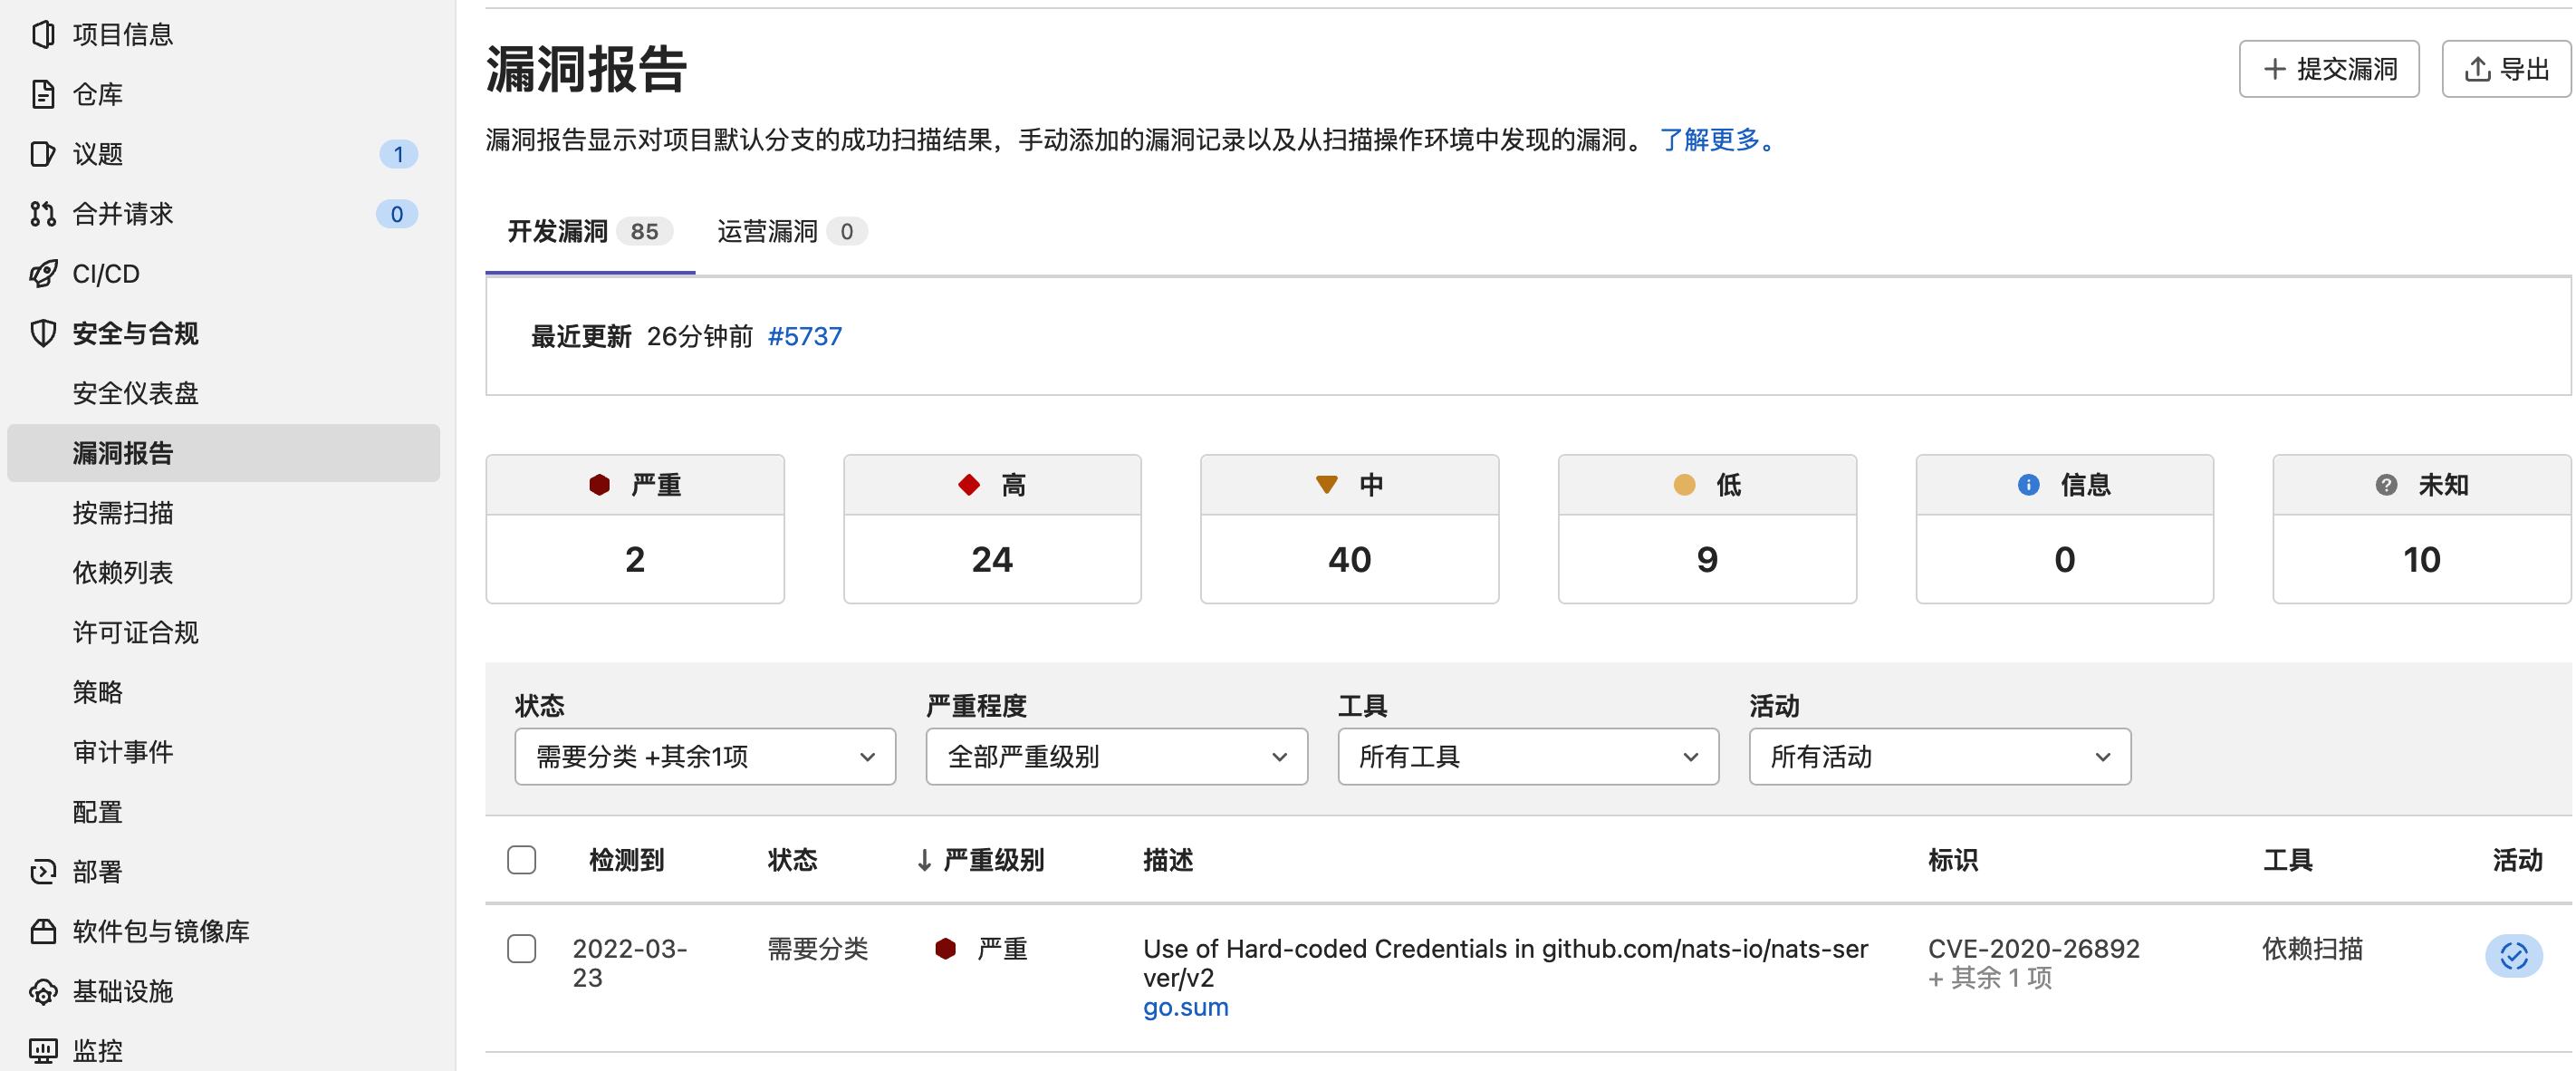 项目信息
仓库
议题 1
合并请求 0
CI/CD
安全与合规
安全仪表盘
漏洞报告
按需扫描
依赖列表
许可证合规
策略
审计事件
配置
部署
软件包与镜像库
基础设施
监控
漏洞报告
提交漏洞
导出
漏洞报告显示对项目默认分支的成功扫描结果，手动添加的漏洞记录以及从扫描操作环境中发现的漏洞。 了解更多。
开发漏洞 85 运营漏洞 0
最近更新 26分钟前 #5737
严重 高 中 低 信息 未知
2 24 40 9 0 10
状态 严重程度 工具 活动
需要分类 +其余1项 全部严重级别 所有工具 所有活动
检测到 状态 严重级别 描述 标识 工具 活动
2022-03- 需要分类 严重 Use of Hard-coded Credentials in github.com/nats-io/nats-ser CVE-2020-26892 依赖扫描
23 ver/v2 + 其余 1 项
go.sum